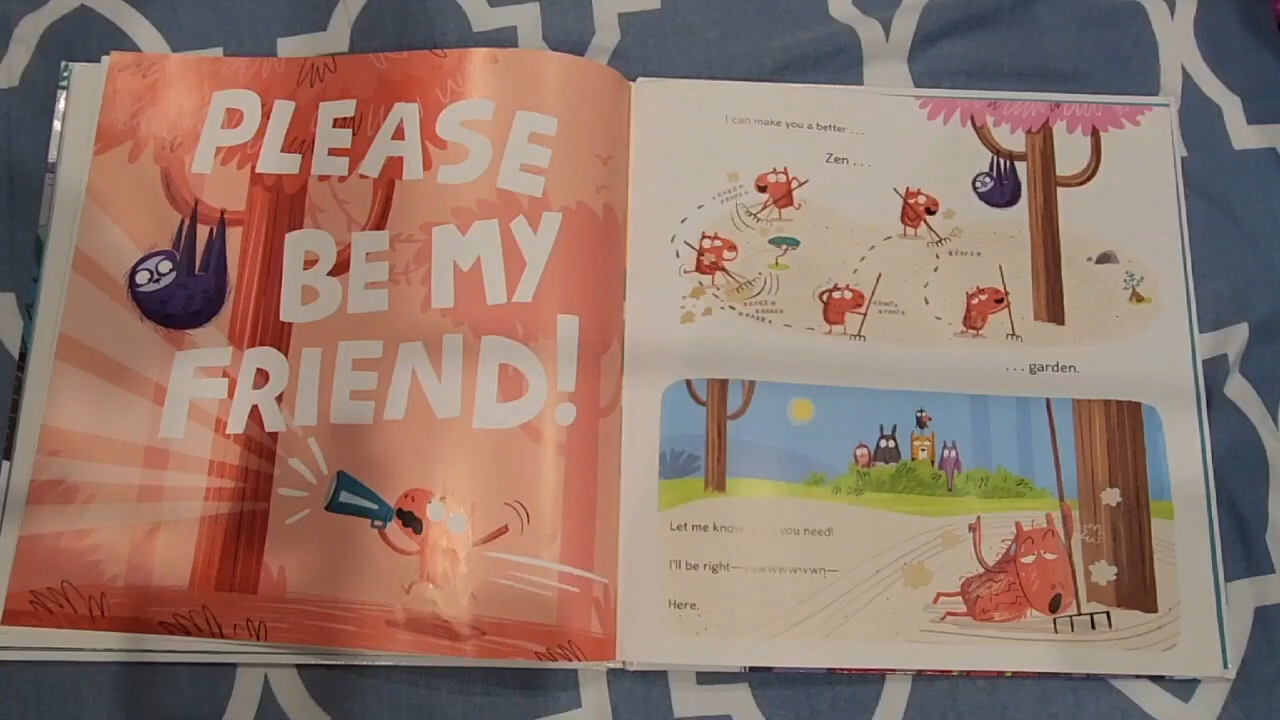 PLEASE
BE MY
FRIEND!
I can make you a better . . .
Zen . . .
. . . garden.
Let me know you need!
I'll be right—
Here.